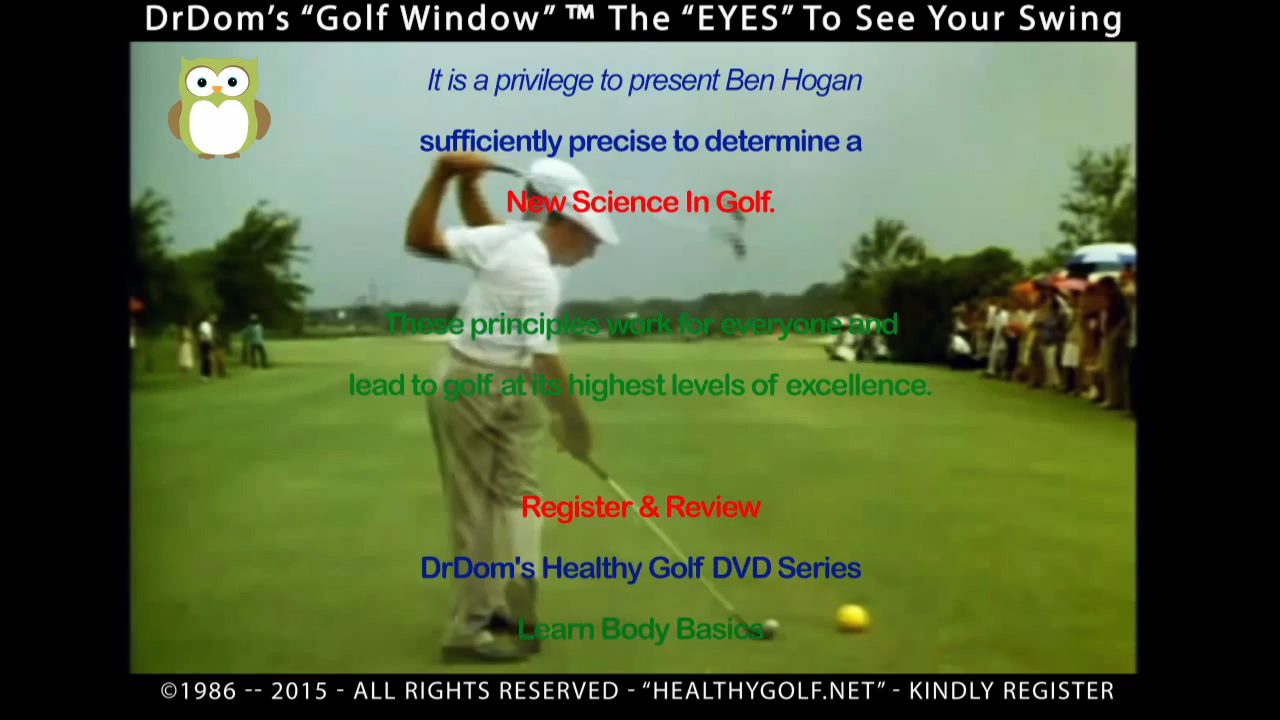 DrDom’s “Golf Window” ™ The “EYES” To See Your Swing
It is a privilege to present Ben Hogan
sufficiently precise to determine a
New Science In Golf.
These principles work for everyone and
lead to golf at its highest levels of excellence.
Register & Review
DrDom's Healthy Golf DVD Series
Learn Body Basics
©1986 -- 2015 - ALL RIGHTS RESERVED - “HEALTHYGOLF.NET” - KINDLY REGISTER